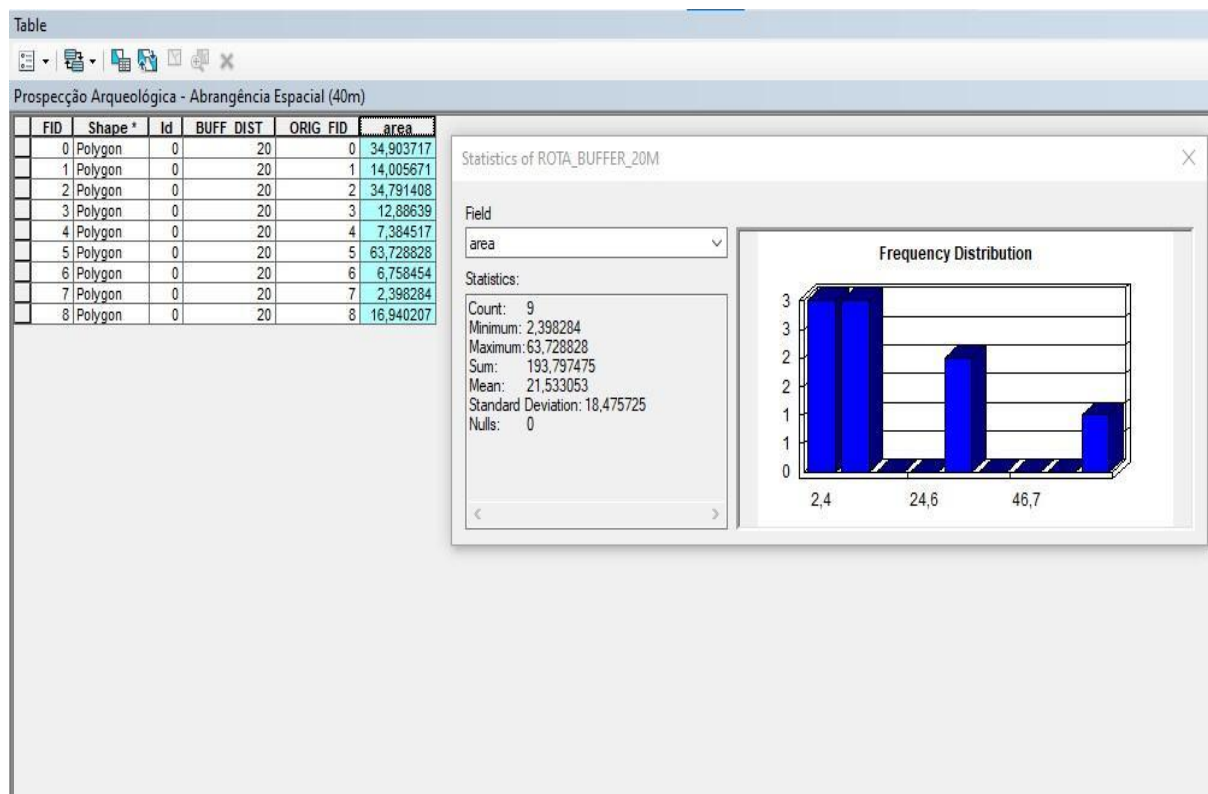 Table
Prospecção Arqueológica - Abrangência Espacial (40m)
FID Shape * Id BUFF_DIST ORIG_FID area
0 Polygon 0 20 0 34,903717
1 Polygon 0 20 1 14,005671
2 Polygon 0 20 2 34,791408
3 Polygon 0 20 3 12,88639
4 Polygon 0 20 4 7,384517
5 Polygon 0 20 5 63,728828
6 Polygon 0 20 6 6,758454
7 Polygon 0 20 7 2,398284
8 Polygon 0 20 8 16,940207
Statistics of ROTA_BUFFER_20M
Field
area
Statistics:
Count: 9
Minimum: 2,398284
Maximum: 63,728828
Sum: 193,797475
Mean: 21,533053
Standard Deviation: 18,475725
Nulls: 0
Frequency Distribution
3
3
2
2
1
1
0
2,4 24,6 46,7